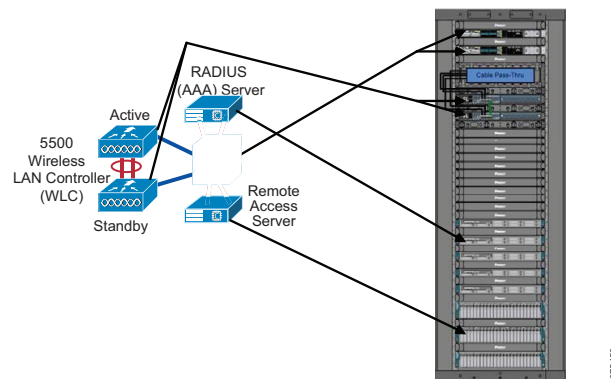 RADIUS
(AAA) Server
Active
5500
Wireless
LAN Controller
(WLC)
Standby
Remote
Access
Server
Cable Pass-Thru